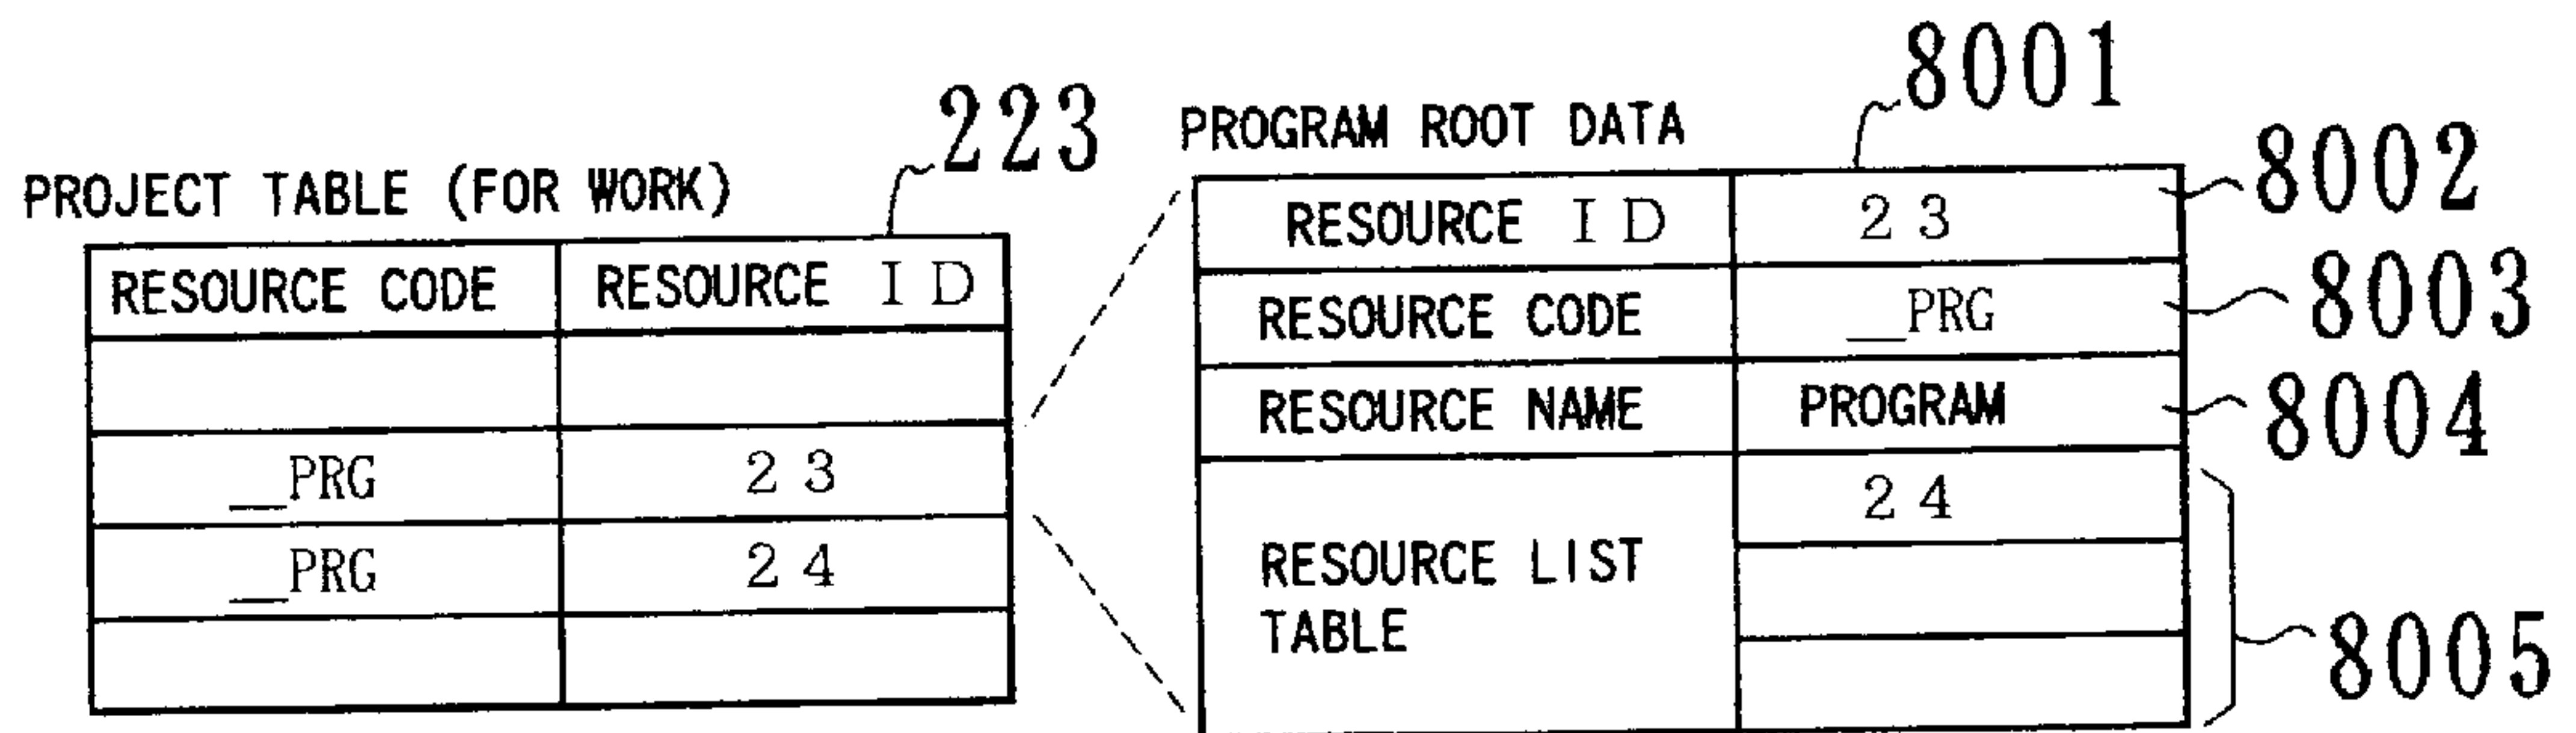 PROJECT TABLE (FOR WORK)
223
RESOURCE CODE RESOURCE ID
__PRG 23
__PRG 24
PROGRAM ROOT DATA
8001
RESOURCE ID 23 8002
RESOURCE CODE __PRG 8003
RESOURCE NAME PROGRAM 8004
24
RESOURCE LIST
TABLE
8005